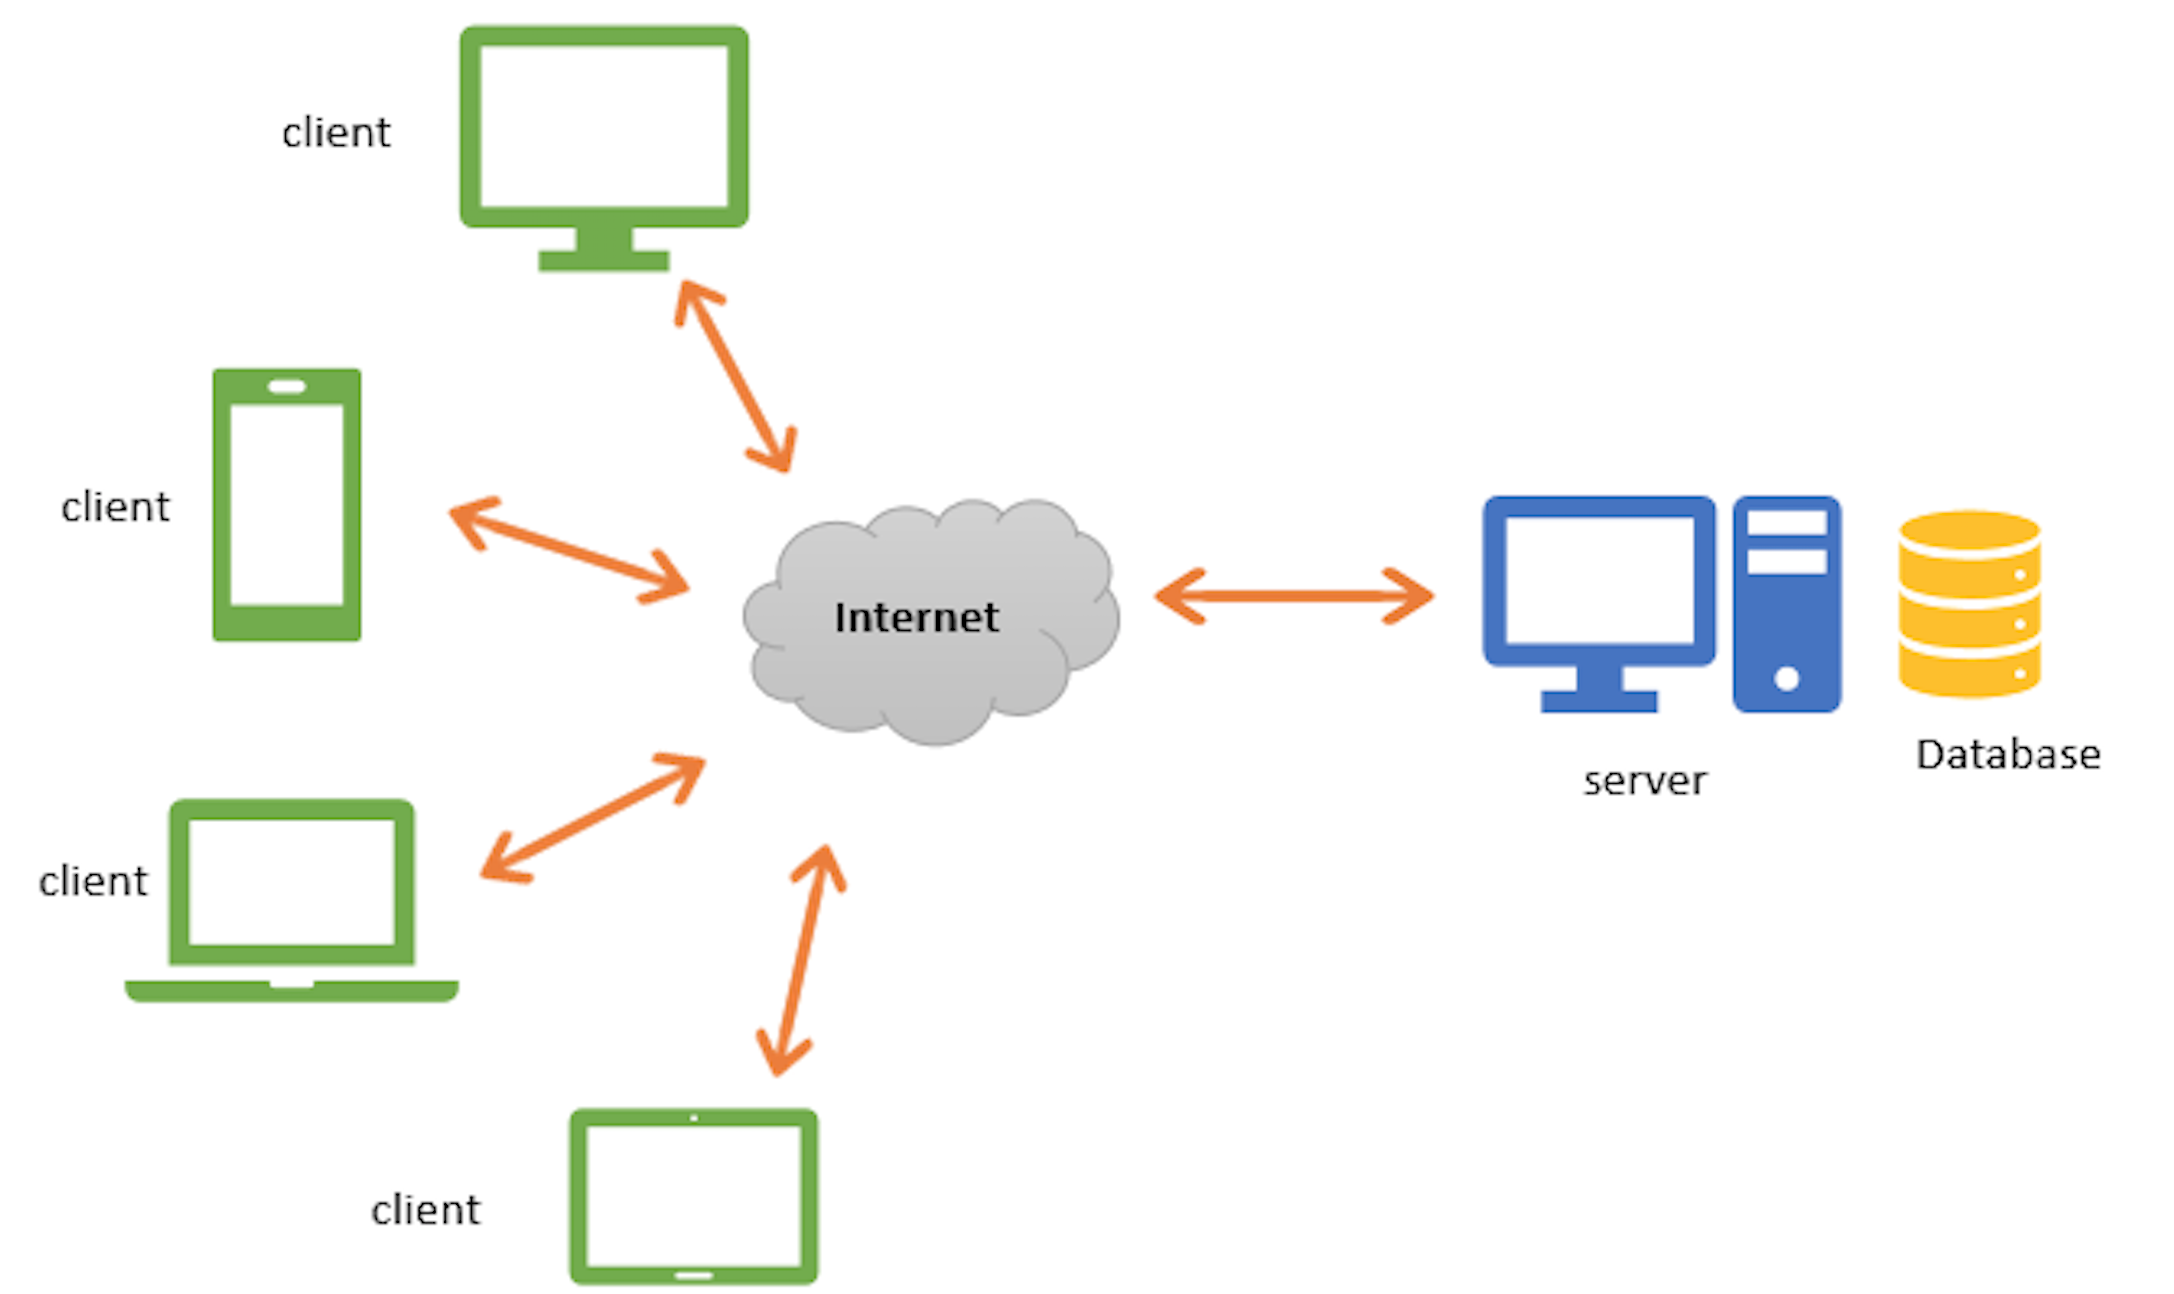 client
client
Internet
Database
server
client
client